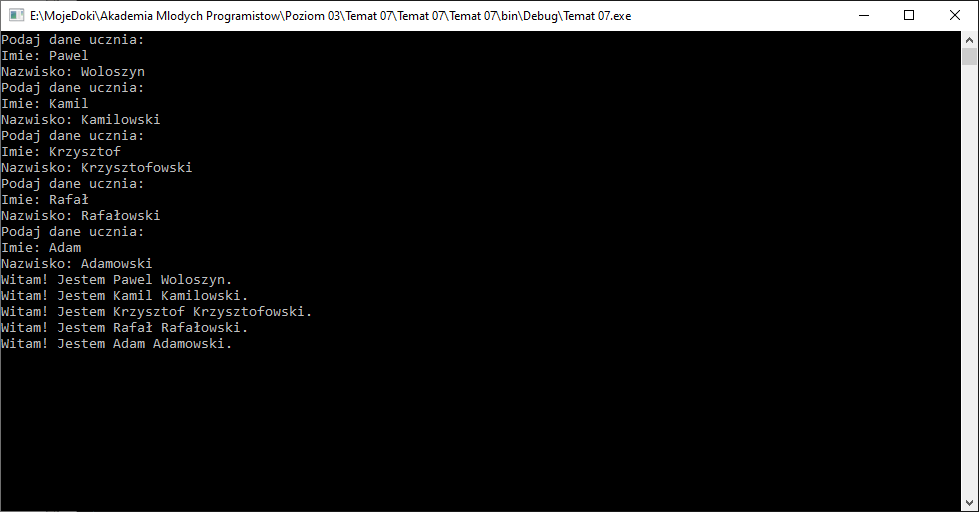 E:\MojeDoki\Akademia Mlodych Programistow\Poziom 03\Temat 07\Temat 07\Temat 07\bin\Debug\Temat 07.exe
Podaj dane ucznia:
Imie: Pawel
Nazwisko: Woloszyn
Podaj dane ucznia:
Imie: Kamil
Nazwisko: Kamilowski
Podaj dane ucznia:
Imie: Krzysztof
Nazwisko: Krzysztofowski
Podaj dane ucznia:
Imie: Rafał
Nazwisko: Rafałowski
Podaj dane ucznia:
Imie: Adam
Nazwisko: Adamowski
Witam! Jestem Pawel Woloszyn.
Witam! Jestem Kamil Kamilowski.
Witam! Jestem Krzysztof Krzysztofowski.
Witam! Jestem Rafał Rafałowski.
Witam! Jestem Adam Adamowski.